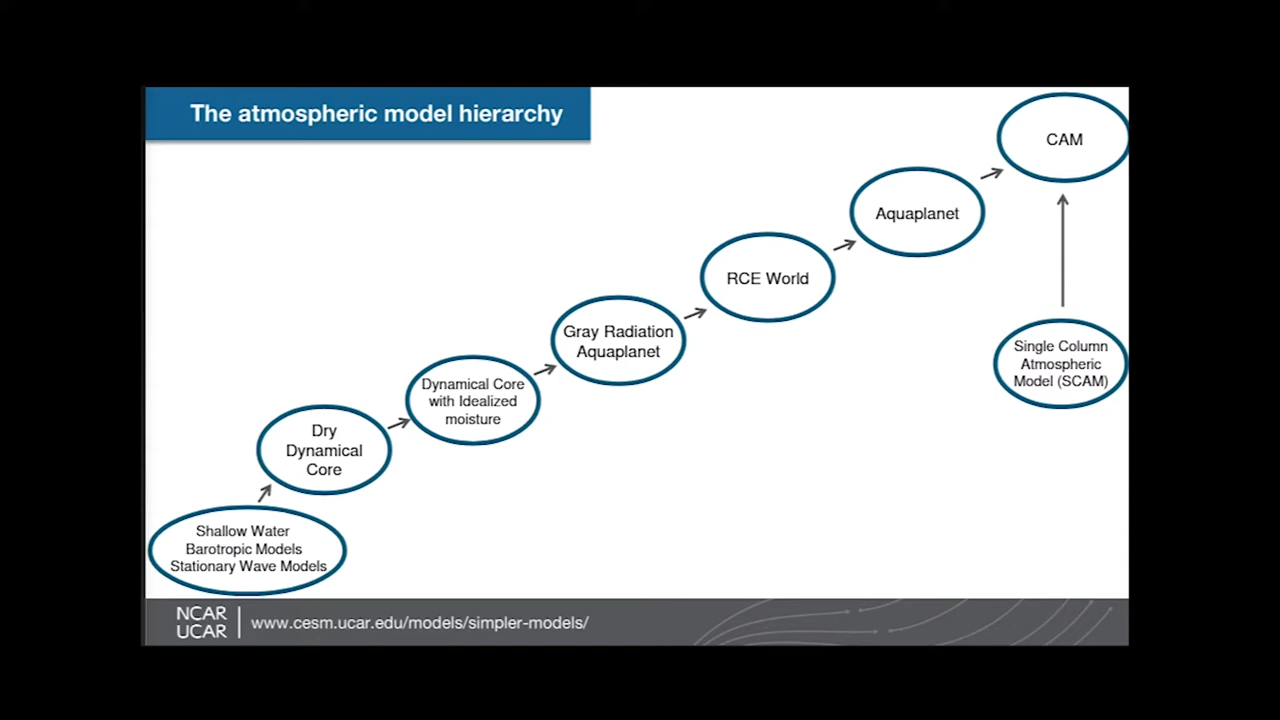 The atmospheric model hierarchy
CAM
Aquaplanet
RCE World
Gray Radiation
Aquaplanet
Single Column
Atmospheric
Model (SCAM)
Dynamical Core
with Idealized
moisture
Dry
Dynamical
Core
Shallow Water
Barotropic Models
Stationary Wave Models
NCAR
UCAR
www.cesm.ucar.edu/models/simpler-models/